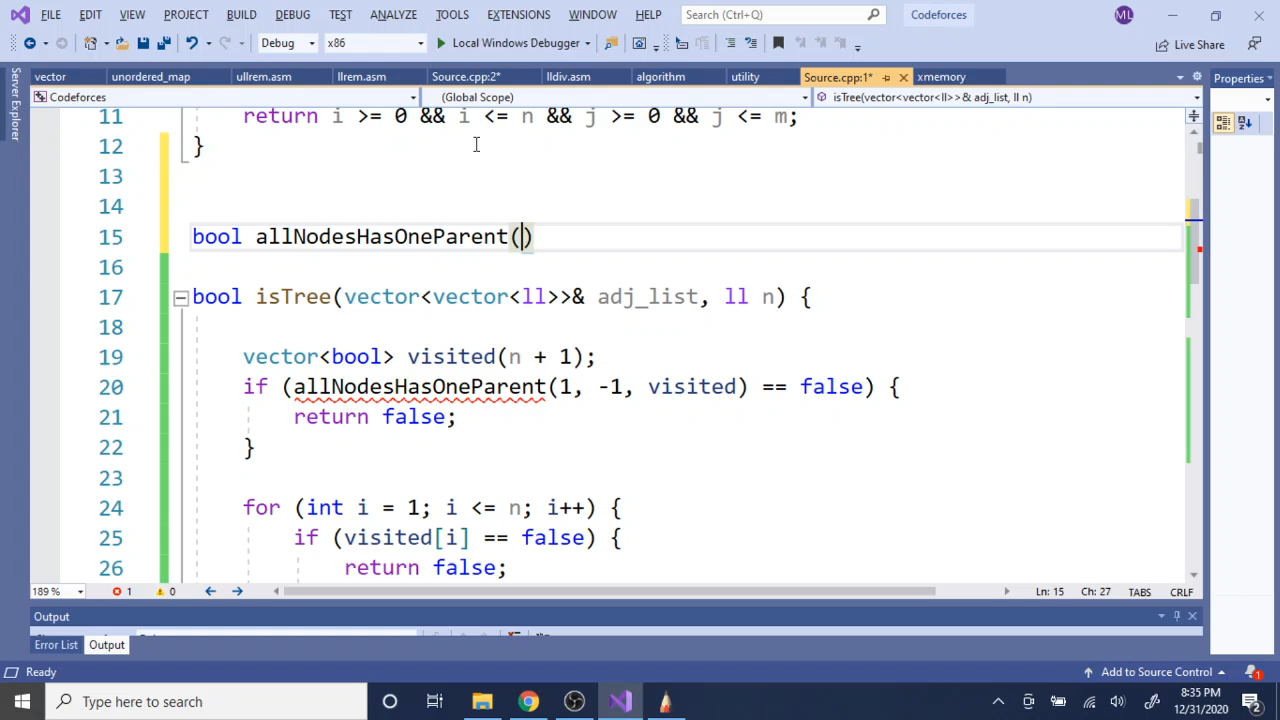 FILE EDIT VIEW PROJECT BUILD DEBUG TEST ANALYZE TOOLS EXTENSIONS WINDOW HELP Search (Ctrl+Q) Codeforces ML
Debug x86 Local Windows Debugger Live Share
vector unordered_map ullrem.asm llrem.asm Source.cpp:2* lldiv.asm algorithm utility Source.cpp:1* xmemory
Server Explorer
Properties
Codeforces (Global Scope) isTree(vector<vector<ll>>& adj_list, ll n)
11 return i >= 0 && i <= n && j >= 0 && j <= m;
12 }
13
14
15 bool allNodesHasOneParent()
16
17 bool isTree(vector<vector<ll>>& adj_list, ll n) {
18
19 vector<bool> visited(n + 1);
20 if (allNodesHasOneParent(1, -1, visited) == false) {
21 return false;
22 }
23
24 for (int i = 1; i <= n; i++) {
25 if (visited[i] == false) {
26 return false;
189 % 1 0 Ln: 15 Ch: 27 TABS CRLF
Output
Error List Output
Ready Add to Source Control 1
Type here to search 8:35 PM
12/31/2020 2